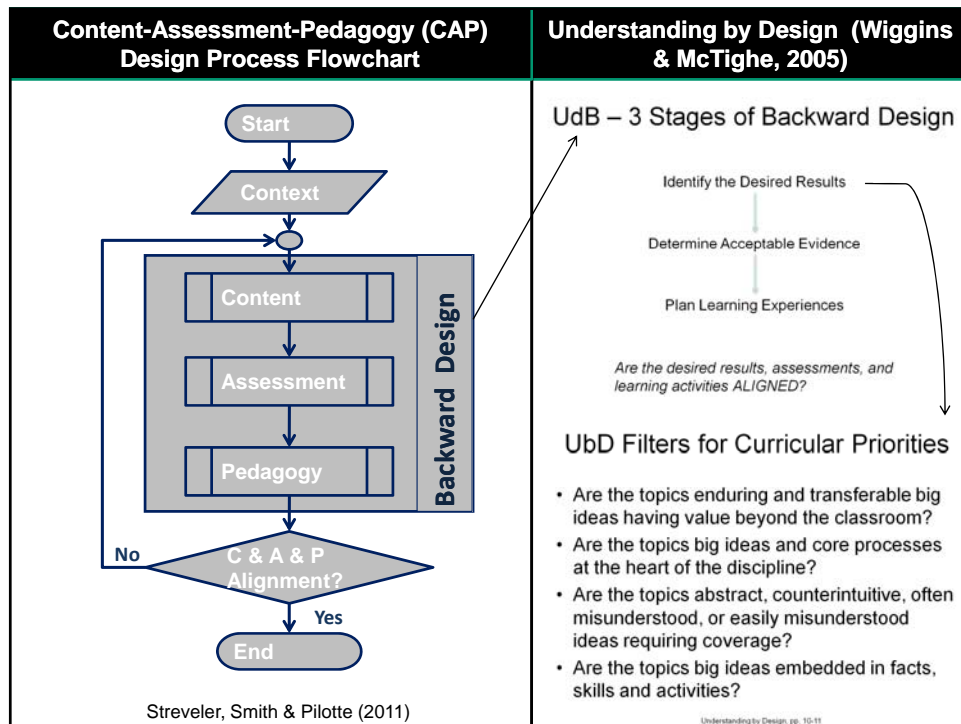 Content-Assessment-Pedagogy (CAP)
Design Process Flowchart
Start
Context
Content
Assessment
Pedagogy
Backward Design
No
C & A & P
Alignment?
Yes
End
Streveler, Smith & Pilotte (2011)
Understanding by Design (Wiggins
& McTighe, 2005)
UdB – 3 Stages of Backward Design
Identify the Desired Results
Determine Acceptable Evidence
Plan Learning Experiences
Are the desired results, assessments, and
learning activities ALIGNED?
UbD Filters for Curricular Priorities
• Are the topics enduring and transferable big
ideas having value beyond the classroom?
• Are the topics big ideas and core processes
at the heart of the discipline?
• Are the topics abstract, counterintuitive, often
misunderstood, or easily misunderstood
ideas requiring coverage?
• Are the topics big ideas embedded in facts,
skills and activities?
Understanding by Design, pp. 10-11